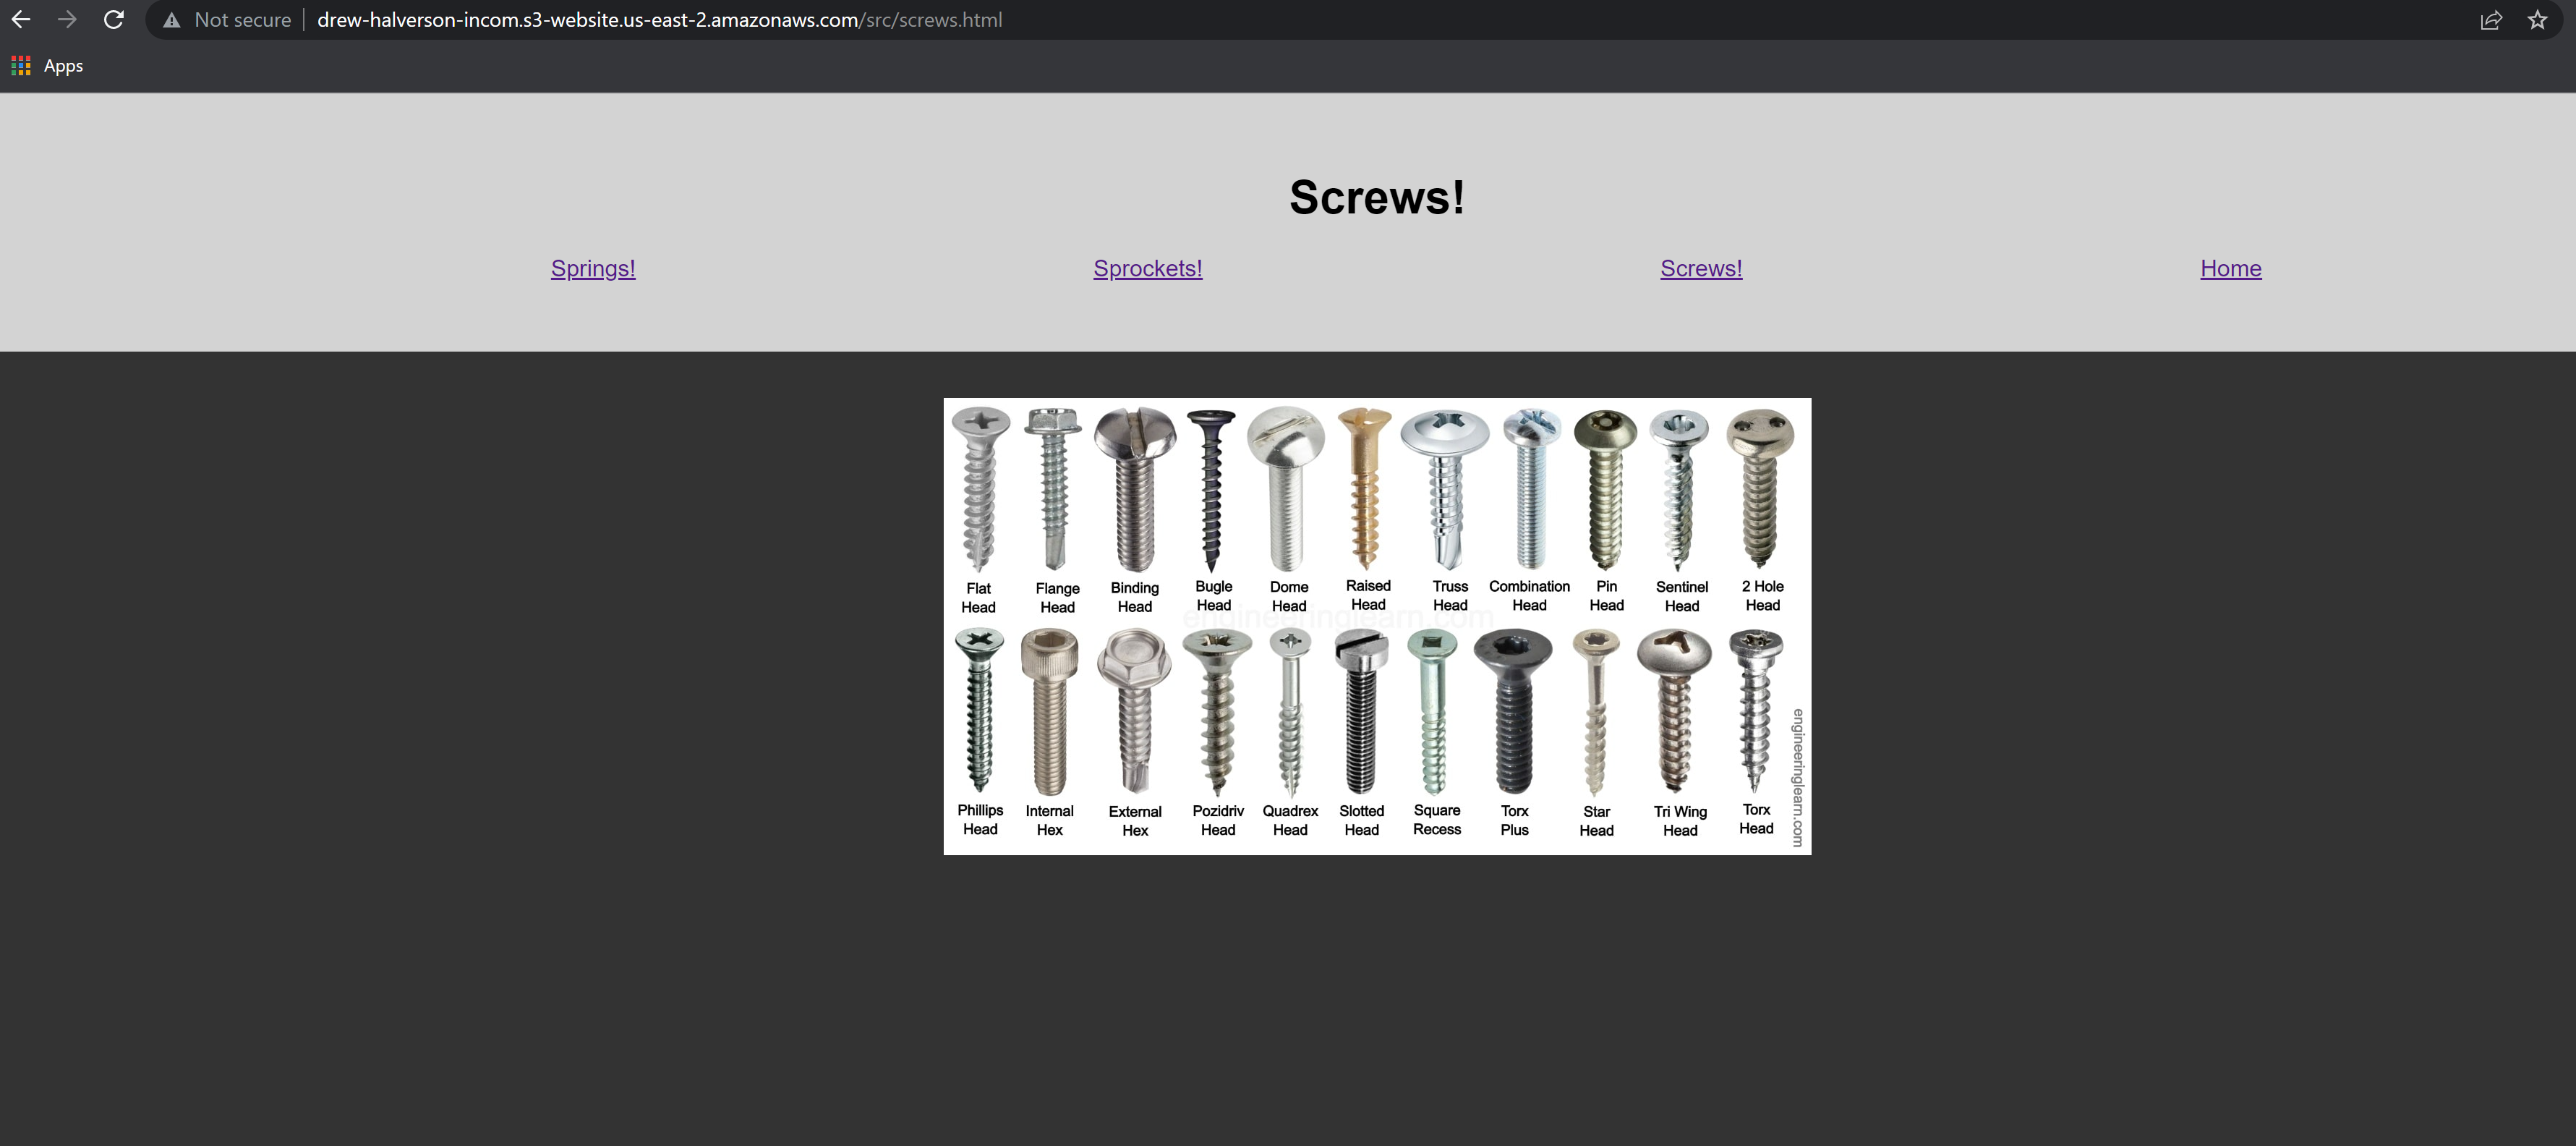 Not secure | drew-halverson-incom.s3-website.us-east-2.amazonaws.com/src/screws.html
Apps
Screws!
Springs! Sprockets! Screws! Home
Flat Flange Binding Bugle Dome Raised Truss Combination Pin Sentinel 2 Hole
Head Head Head Head Head Head Head Head Head Head Head
engineeringlearn.com
Phillips Internal External Pozidriv Quadrex Slotted Square Torx Star Tri Wing Torx
Head Hex Hex Head Head Head Recess Plus Head Head Head
engineeringlearn.com